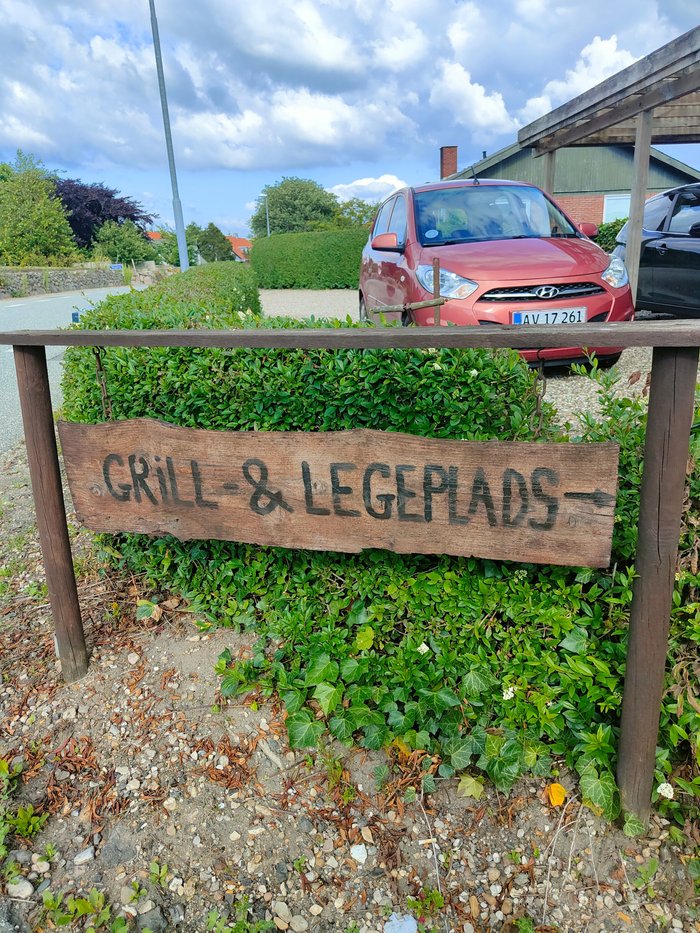 AV 17 261
GRiLL - & LEGEPLADS →